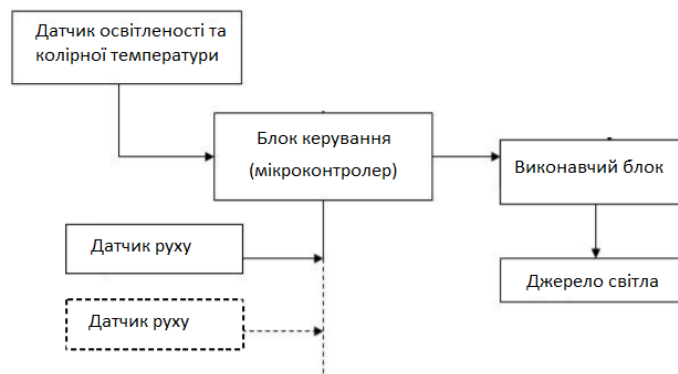 Датчик освітленості та
колірної температури
Блок керування
(мікроконтролер)
Виконавчий блок
Датчик руху
Джерело світла
Датчик руху